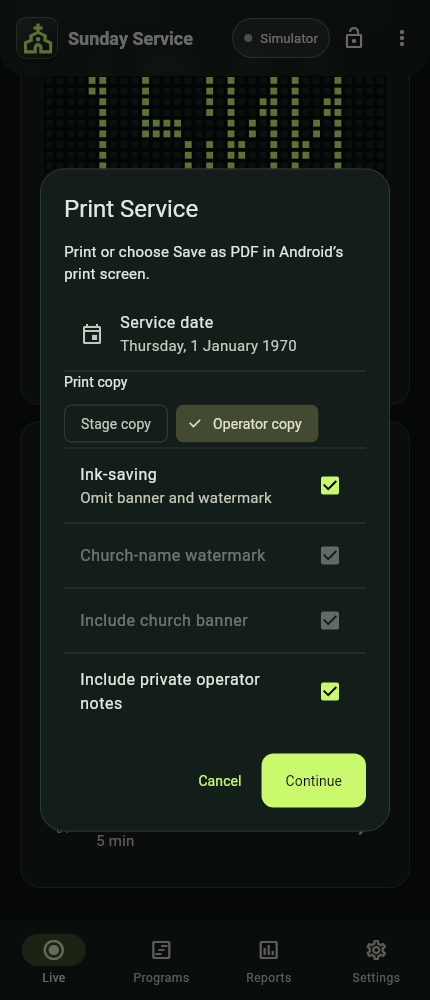 Sunday Service
Simulator
Print Service
Print or choose Save as PDF in Android's
print screen.
Service date
Thursday, 1 January 1970
Print copy
Stage copy
Operator copy
Ink-saving
Omit banner and watermark
Church-name watermark
Include church banner
Include private operator
notes
Cancel
Continue
5 min
Live
Programs
Reports
Settings